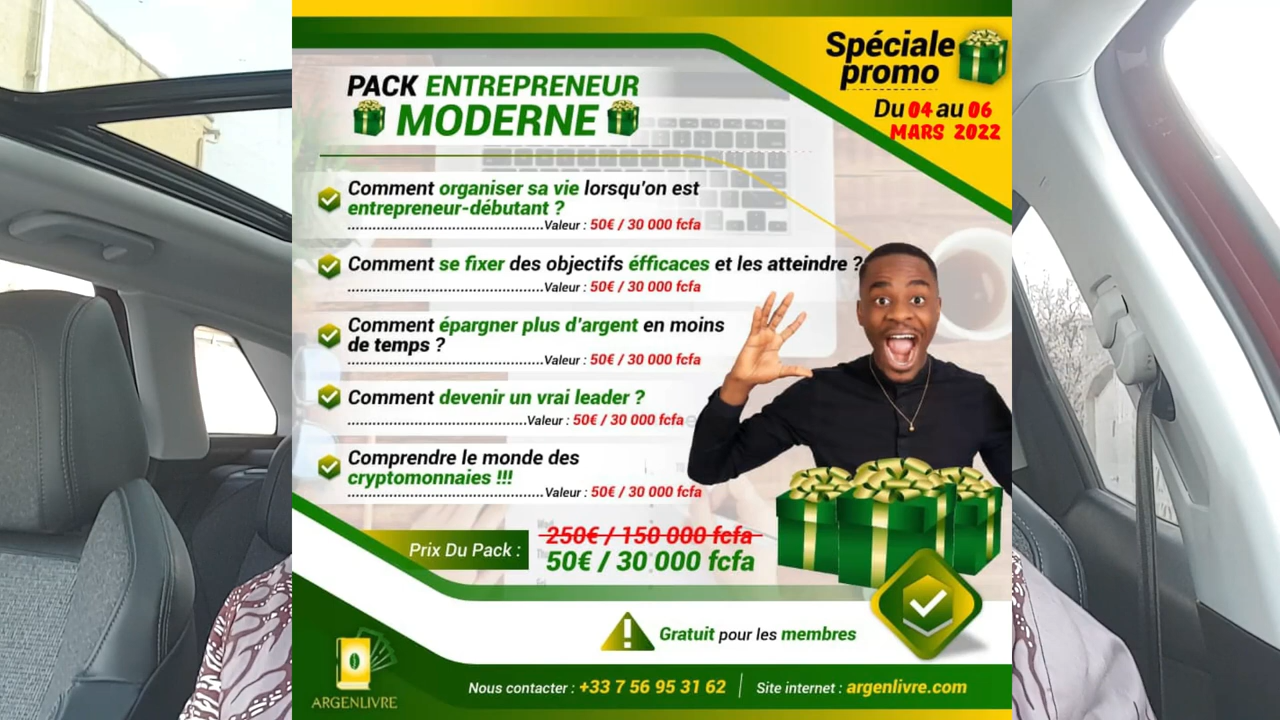 Spéciale
promo
Du 04 au 06
MARS 2022
PACK ENTREPRENEUR
MODERNE
Comment organiser sa vie lorsqu'on est
entrepreneur-débutant ?
Valeur : 50€ / 30 000 fcfa
Comment se fixer des objectifs éfficaces et les atteindre ?
Valeur : 50€ / 30 000 fcfa
Comment épargner plus d'argent en moins
de temps ?
Valeur : 50€ / 30 000 fcfa
Comment devenir un vrai leader ?
Valeur : 50€ / 30 000 fcfa
Comprendre le monde des
cryptomonnaies !!!
Valeur : 50€ / 30 000 fcfa
Prix Du Pack :
250€ / 150 000 fcfa
50€ / 30 000 fcfa
Gratuit pour les membres
ARGENLIVRE
Nous contacter : +33 7 56 95 31 62 | Site internet : argenlivre.com